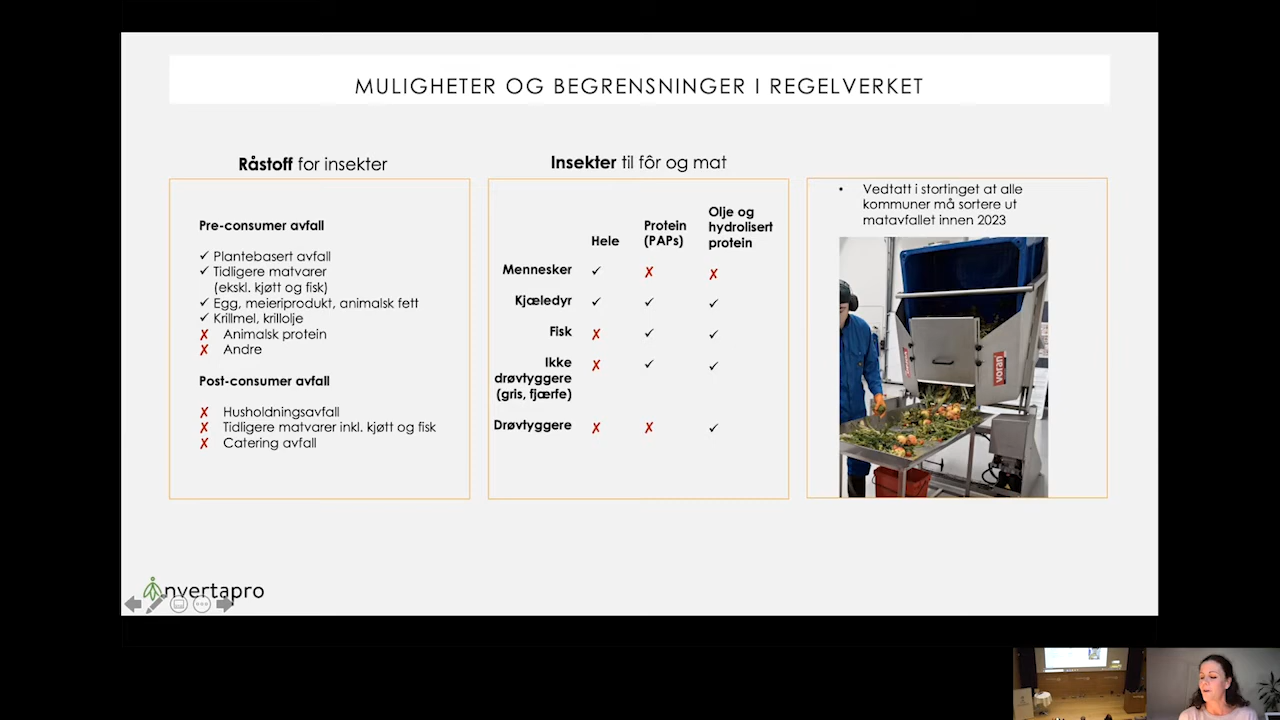 MULIGHETER OG BEGRENSNINGER I REGELVERKET
Råstoff for insekter
Pre-consumer avfall
✓ Plantebasert avfall
✓ Tidligere matvarer
(ekskl. kjøtt og fisk)
✓ Egg, meieriprodukt, animalsk fett
✓ Krillmel, krillolje
✗ Animalsk protein
✗ Andre
Post-consumer avfall
✗ Husholdningsavfall
✗ Tidligere matvarer inkl. kjøtt og fisk
✗ Catering avfall
Insekter til fôr og mat
Hele
Protein
(PAPs)
Olje og
hydrolisert
protein
Mennesker ✓ ✗ ✗
Kjæledyr ✓ ✓ ✓
Fisk ✗ ✓ ✓
Ikke ✗ ✓ ✓
drøvtyggere
(gris, fjærfe)
Drøvtyggere ✗ ✗ ✓
• Vedtatt i stortinget at alle
kommuner må sortere ut
matavfallet innen 2023
voran
nvertapro